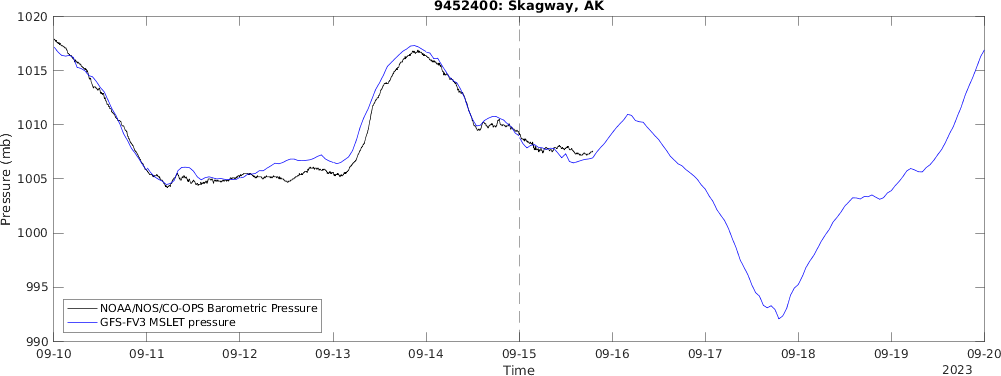 9452400: Skagway, AK
1020
1015
1010
1005
1000
995
990
Pressure (mb)
NOAA/NOS/CO-OPS Barometric Pressure
GFS-FV3 MSLET pressure
09-10 09-11 09-12 09-13 09-14 09-15 09-16 09-17 09-18 09-19 09-20
Time
2023